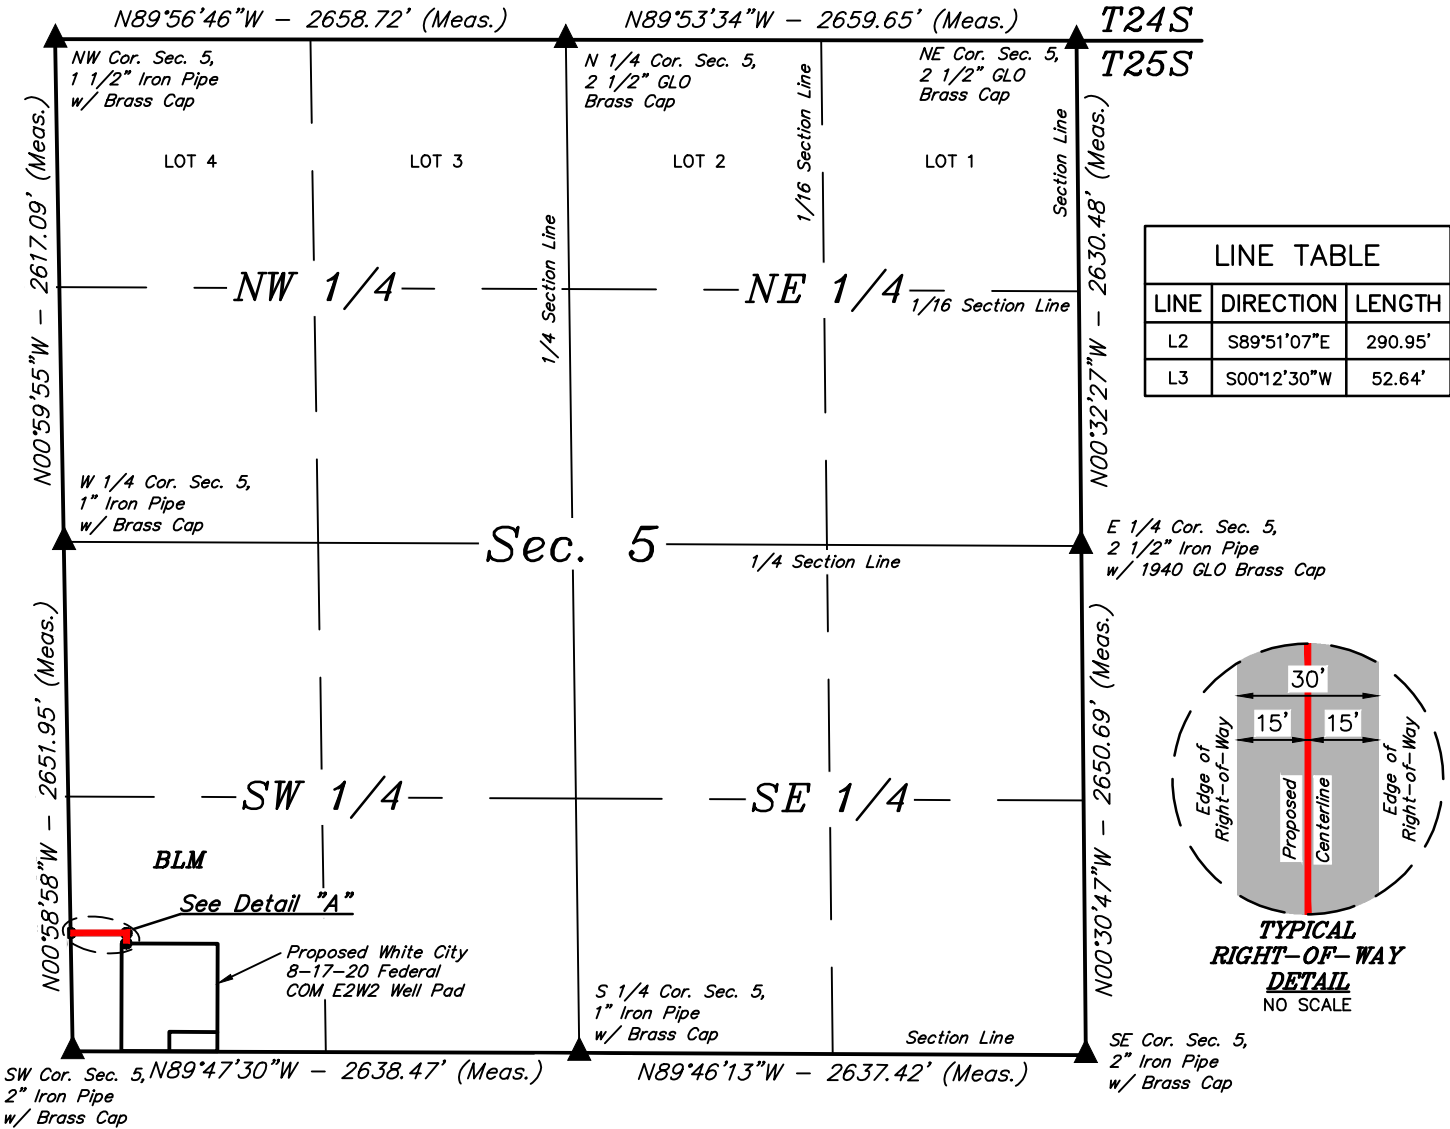 N89°56'46"W - 2658.72' (Meas.)
N89°53'34"W - 2659.65' (Meas.)
T24S
T25S
NW Cor. Sec. 5,
1 1/2" Iron Pipe
w/ Brass Cap
N 1/4 Cor. Sec. 5,
2 1/2" GLO
Brass Cap
NE Cor. Sec. 5,
2 1/2" GLO
Brass Cap
LOT 4
LOT 3
LOT 2
LOT 1
1/16 Section Line
Section Line
N00°59'55"W - 2617.09' (Meas.)
1/4 Section Line
N00°32'27"W - 2630.48' (Meas.)
NW 1/4
NE 1/4
1/16 Section Line
LINE TABLE
LINE DIRECTION LENGTH
L2 S89°51'07"E 290.95'
L3 S00°12'30"W 52.64'
W 1/4 Cor. Sec. 5,
1" Iron Pipe
w/ Brass Cap
Sec. 5
1/4 Section Line
E 1/4 Cor. Sec. 5,
2 1/2" Iron Pipe
w/ 1940 GLO Brass Cap
N00°58'58"W - 2651.95' (Meas.)
N00°30'47"W - 2650.69' (Meas.)
SW 1/4
SE 1/4
BLM
See Detail "A"
Proposed White City
8-17-20 Federal
COM E2W2 Well Pad
30'
15' 15'
Edge of
Right-of-Way
Proposed
Centerline
Edge of
Right-of-Way
TYPICAL
RIGHT-OF-WAY
DETAIL
NO SCALE
S 1/4 Cor. Sec. 5,
1" Iron Pipe
w/ Brass Cap
Section Line
SE Cor. Sec. 5,
2" Iron Pipe
w/ Brass Cap
SW Cor. Sec. 5,
2" Iron Pipe
w/ Brass Cap
N89°47'30"W - 2638.47' (Meas.)
N89°46'13"W - 2637.42' (Meas.)